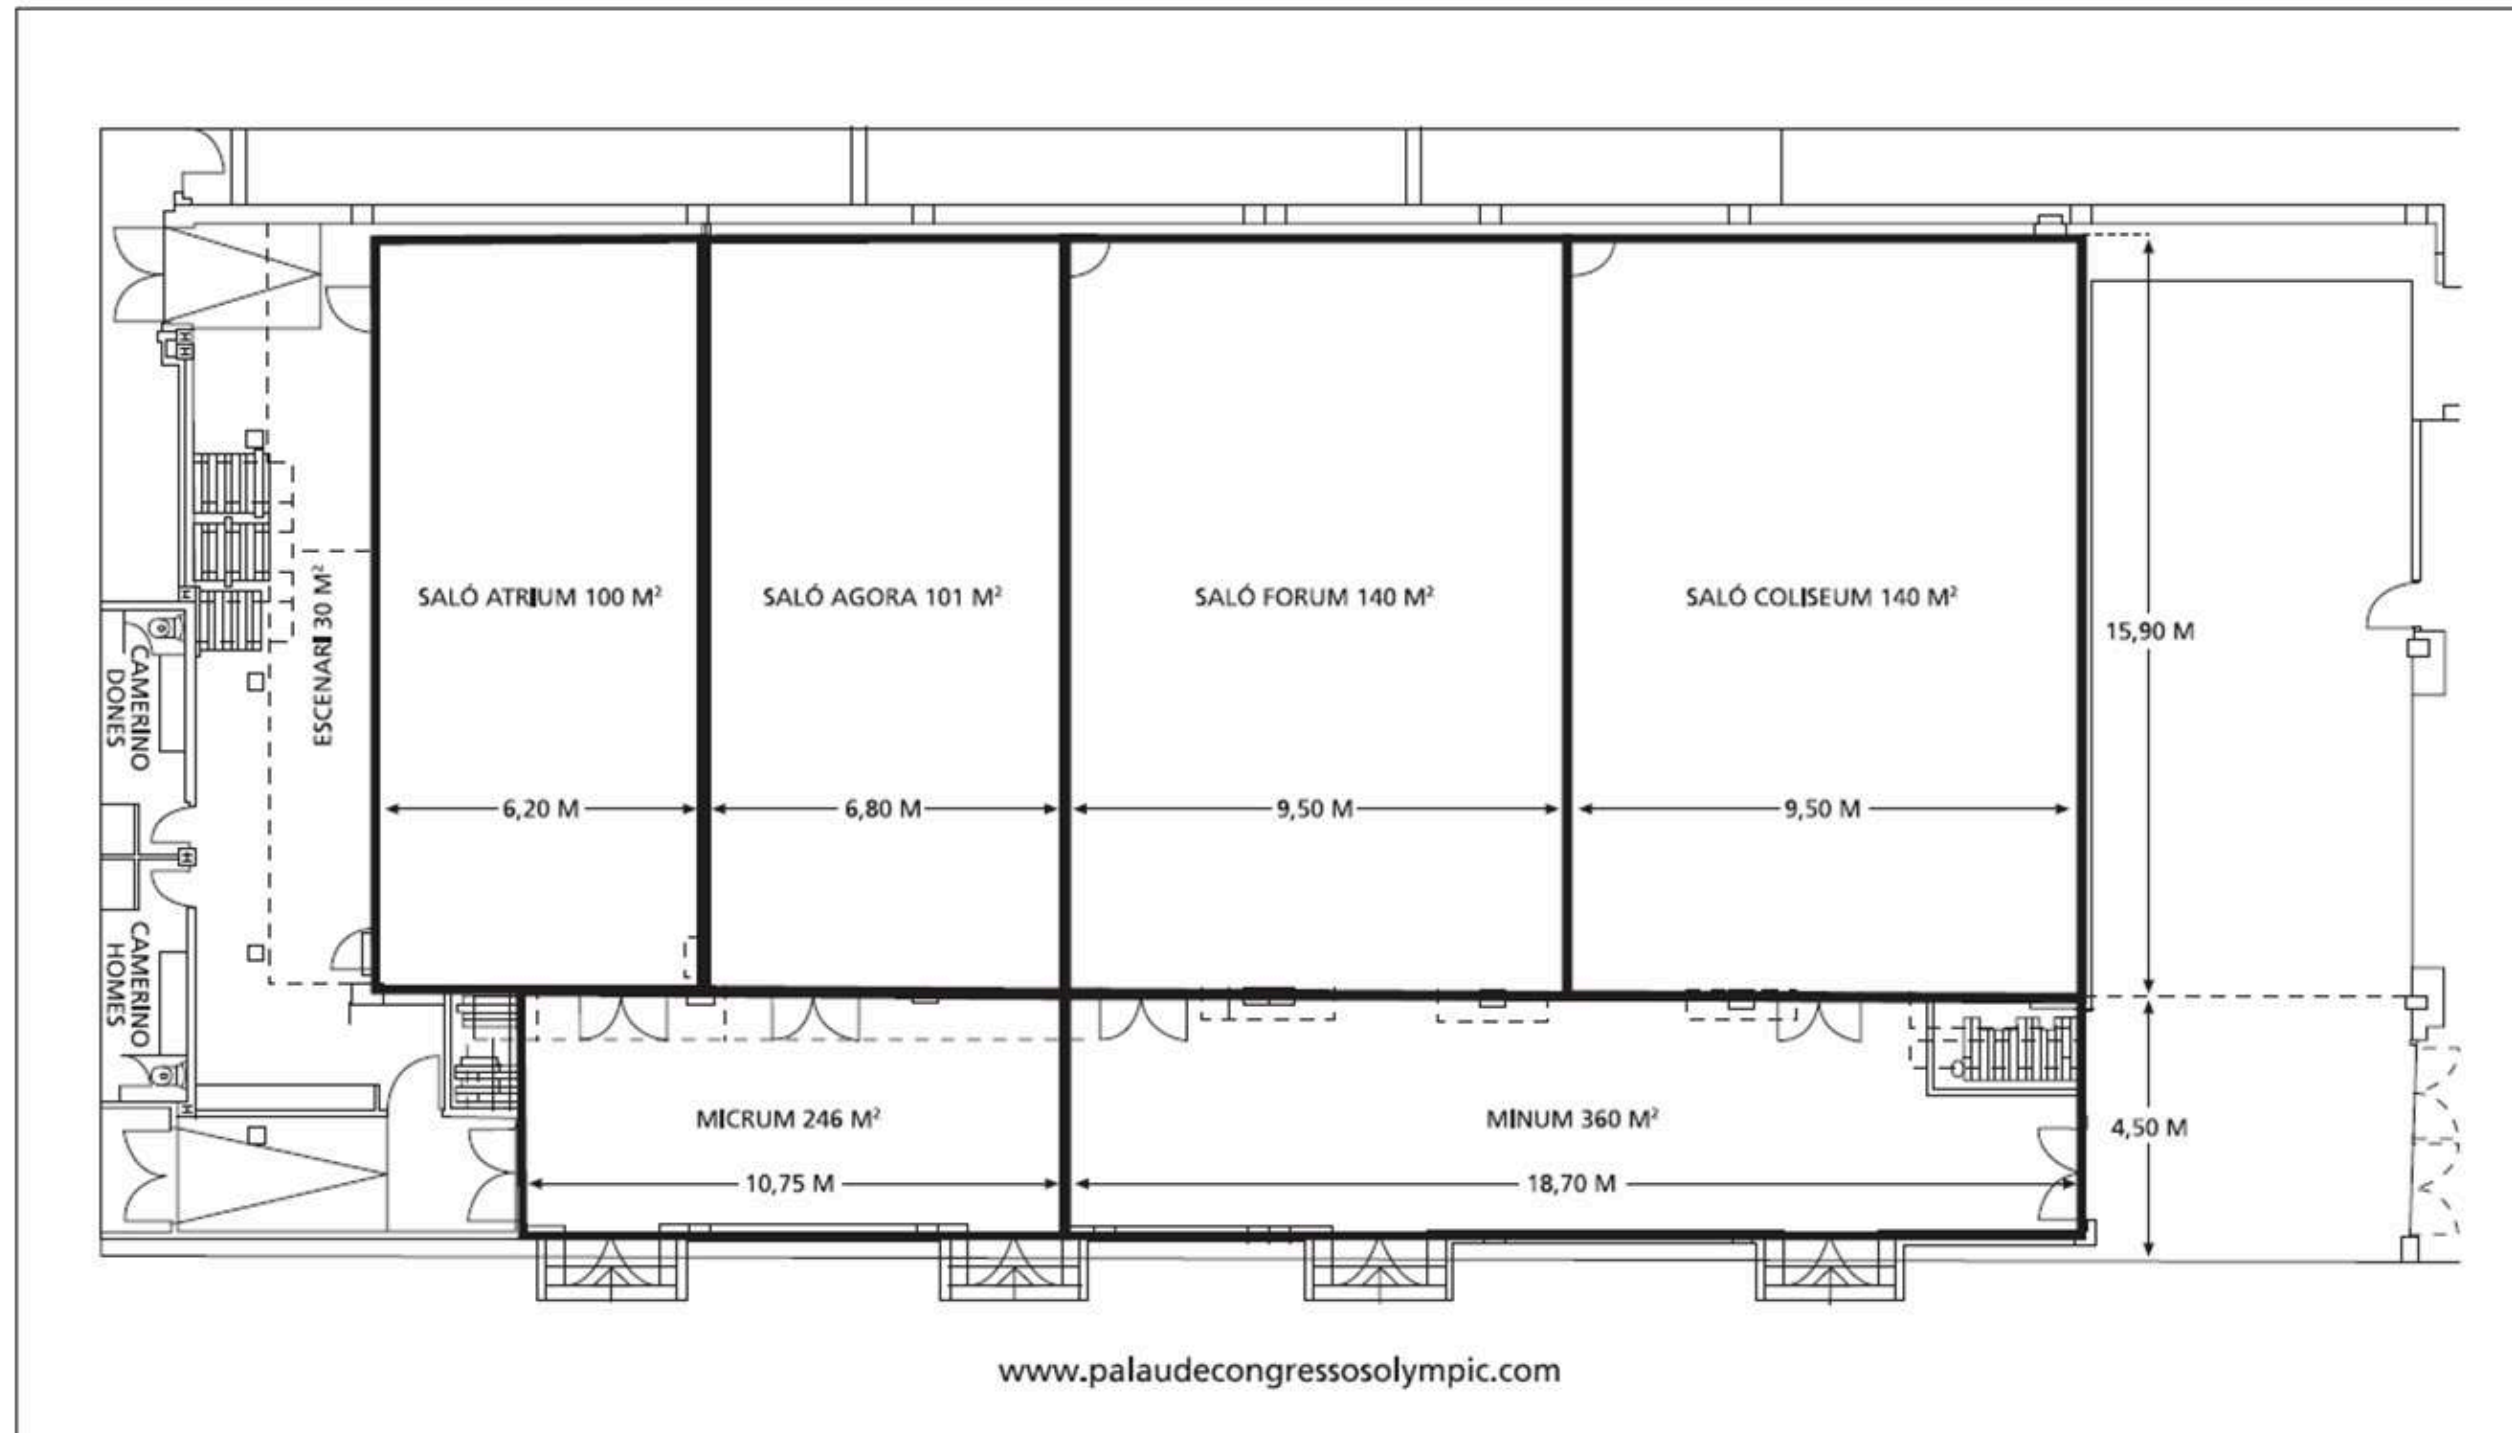 SALÓ ATRIUM 100 M²
SALÓ AGORA 101 M²
SALÓ FORUM 140 M²
SALÓ COLISEUM 140 M²
ESCENARI 30 M²
15,90 M
CAMERINO
DONES
6,20 M
6,80 M
9,50 M
9,50 M
CAMERINO
HOMES
MICRUM 246 M²
MINUM 360 M²
4,50 M
10,75 M
18,70 M
www.palaudecongressosolympic.com
H
H
H
H
H